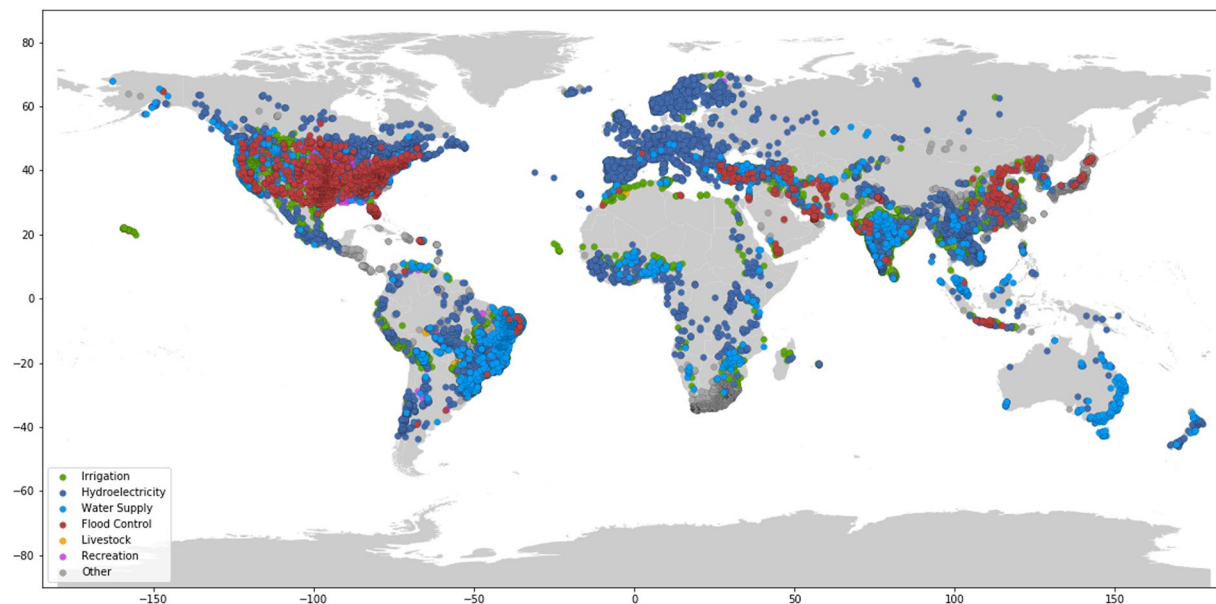 80
60
40
20
0
−20
−40
−60
−80
Irrigation
Hydroelectricity
Water Supply
Flood Control
Livestock
Recreation
Other
−150
−100
−50
0
50
100
150